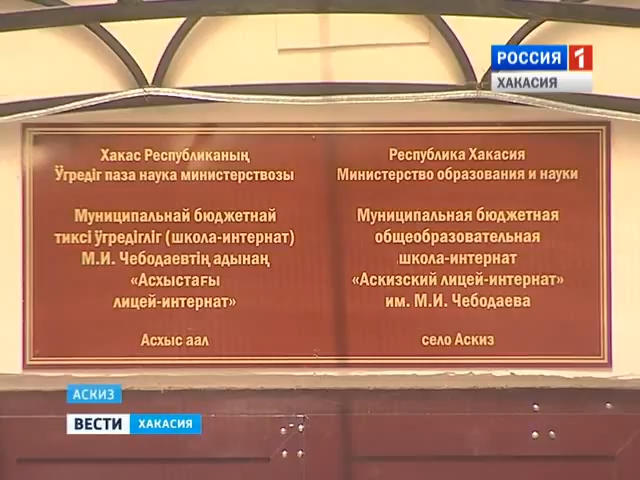 РОССИЯ 1
ХАКАСИЯ
Хакас Республиканың
Ӱгредiг паза наука министерствозы
Муниципальнай бюджетнай
тиксi ӱгредiглiг (школа-интернат)
М.И. Чебодаевтiң адынаң
«Асхыстағы
лицей-интернат»
Асхыс аал
Республика Хакасия
Министерство образования и науки
Муниципальная бюджетная
общеобразовательная
школа-интернат
«Аскизский лицей-интернат»
им. М.И. Чебодаева
село Аскиз
АСКИЗ
ВЕСТИ ХАКАСИЯ